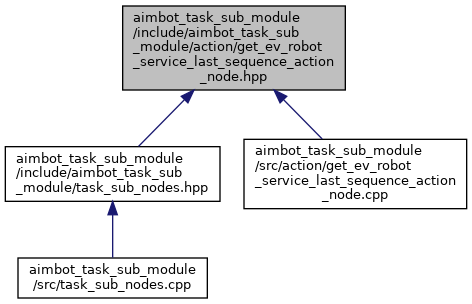 aimbot_task_sub_module
/include/aimbot_task_sub
_module/action/get_ev_robot
_service_last_sequence_action
_node.hpp
aimbot_task_sub_module
/include/aimbot_task_sub
_module/task_sub_nodes.hpp
aimbot_task_sub_module
/src/action/get_ev_robot
_service_last_sequence_action
_node.cpp
aimbot_task_sub_module
/src/task_sub_nodes.cpp